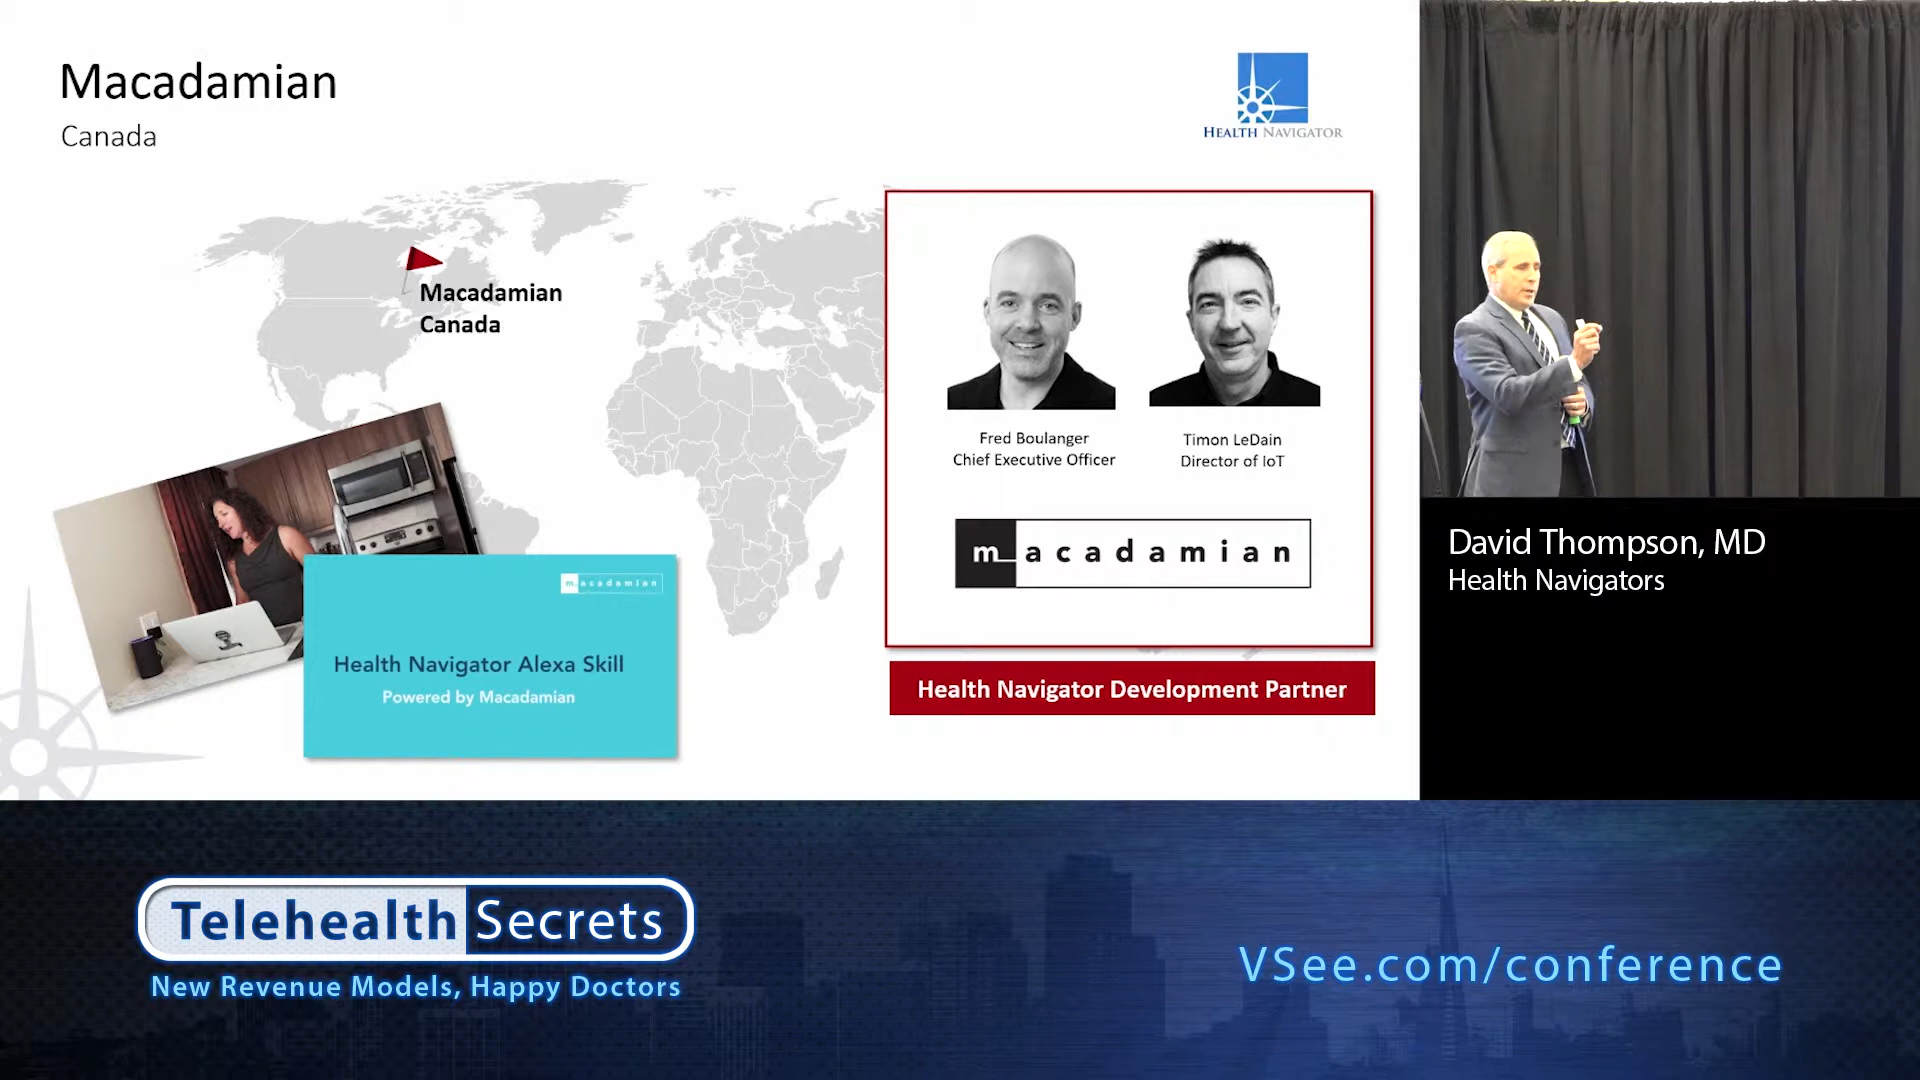 Macadamian
Canada
HEALTH NAVIGATOR
Macadamian
Canada
Fred Boulanger
Chief Executive Officer
Timon LeDain
Director of IoT
macadamian
macadamian
Health Navigator Alexa Skill
Powered by Macadamian
Health Navigator Development Partner
David Thompson, MD
Health Navigators
Telehealth Secrets
New Revenue Models, Happy Doctors
VSee.com/conference